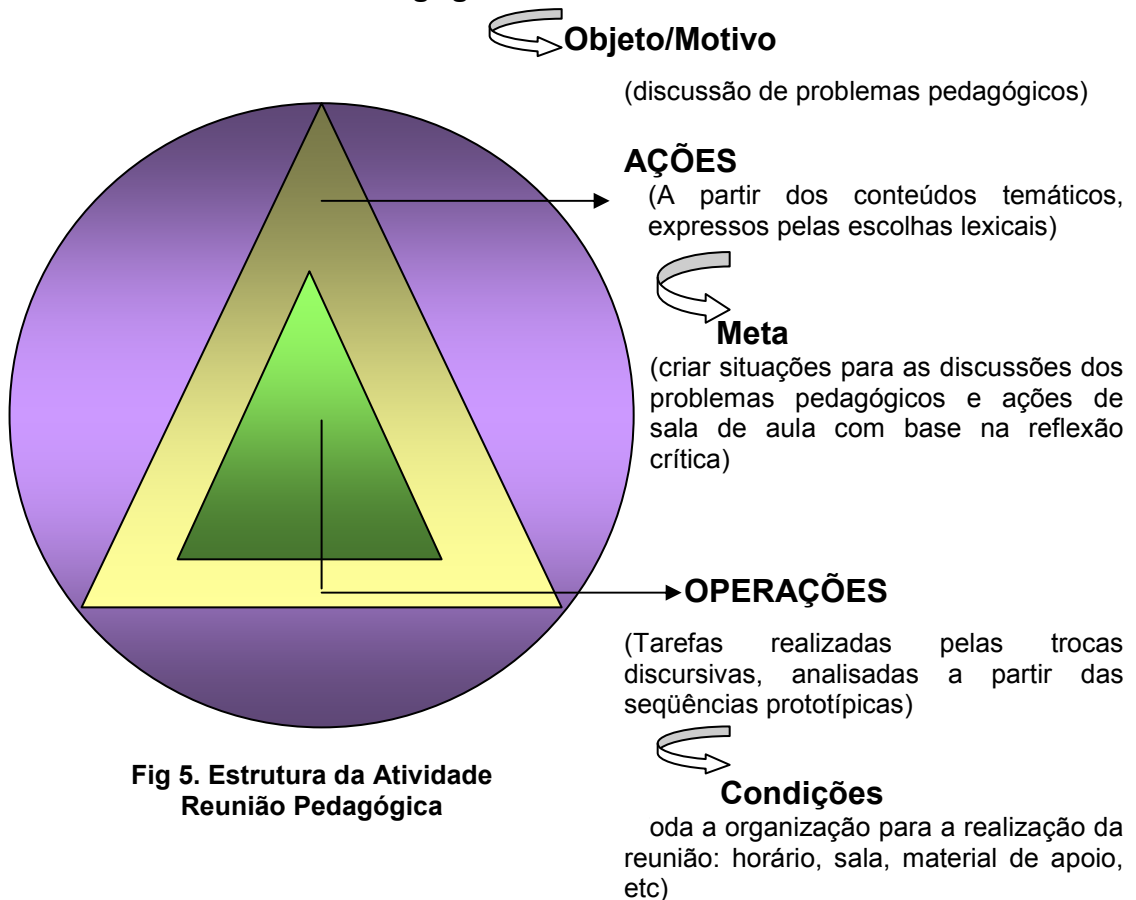 Objeto/Motivo
(discussão de problemas pedagógicos)
AÇÕES
(A partir dos conteúdos temáticos,
expressos pelas escolhas lexicais)
Meta
(criar situações para as discussões dos
problemas pedagógicos e ações de
sala de aula com base na reflexão
crítica)
OPERAÇÕES
(Tarefas realizadas pelas trocas
discursivas, analisadas a partir das
seqüências prototípicas)
Fig 5. Estrutura da Atividade
Reunião Pedagógica
Condições
oda a organização para a realização da
reunião: horário, sala, material de apoio,
etc)